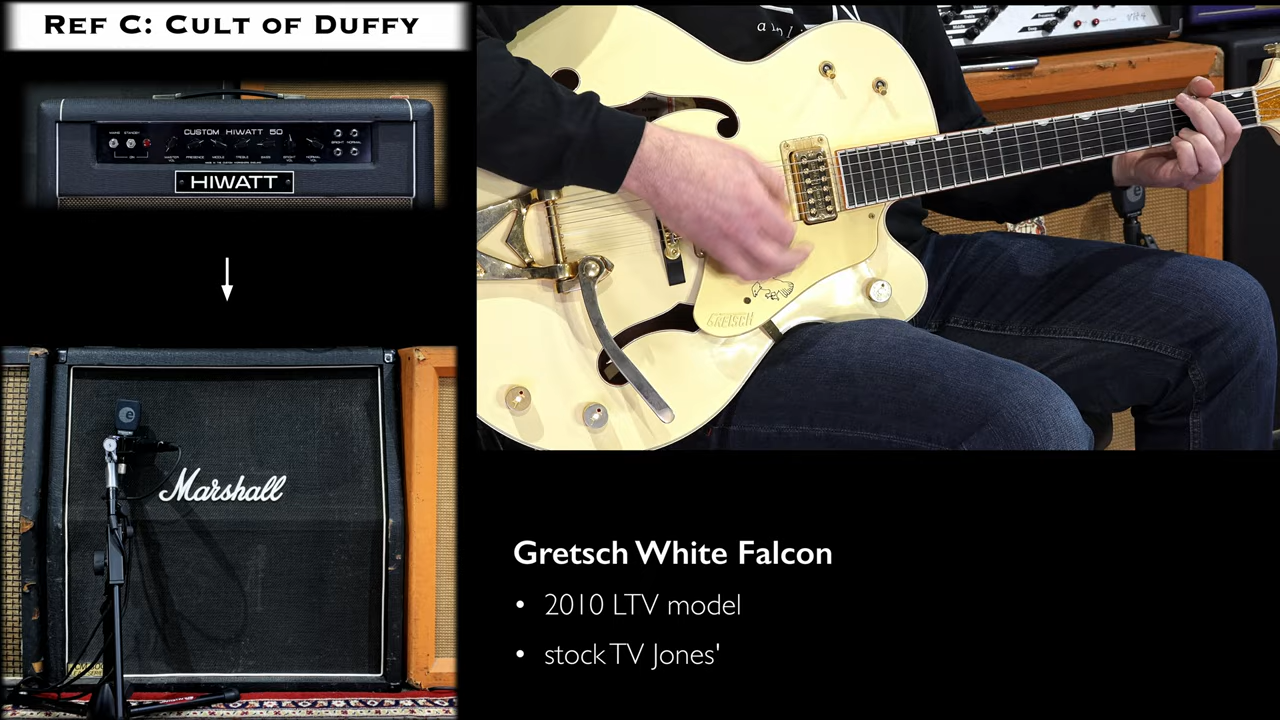 Ref C: Cult of Duffy
CUSTOM HIWATT 50
HIWATT
Marshall
GRETSCH
Gretsch White Falcon
• 2010 LTV model
• stock TV Jones'